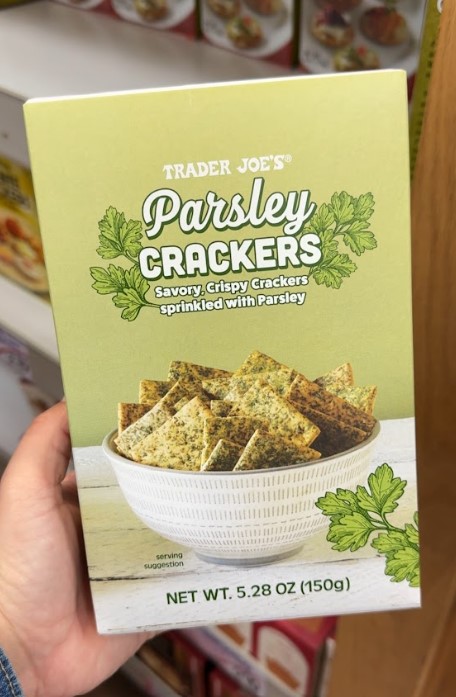 TRADER JOE'S®
Parsley
CRACKERS
Savory, Crispy Crackers
sprinkled with Parsley
serving
suggestion
NET WT. 5.28 OZ (150g)